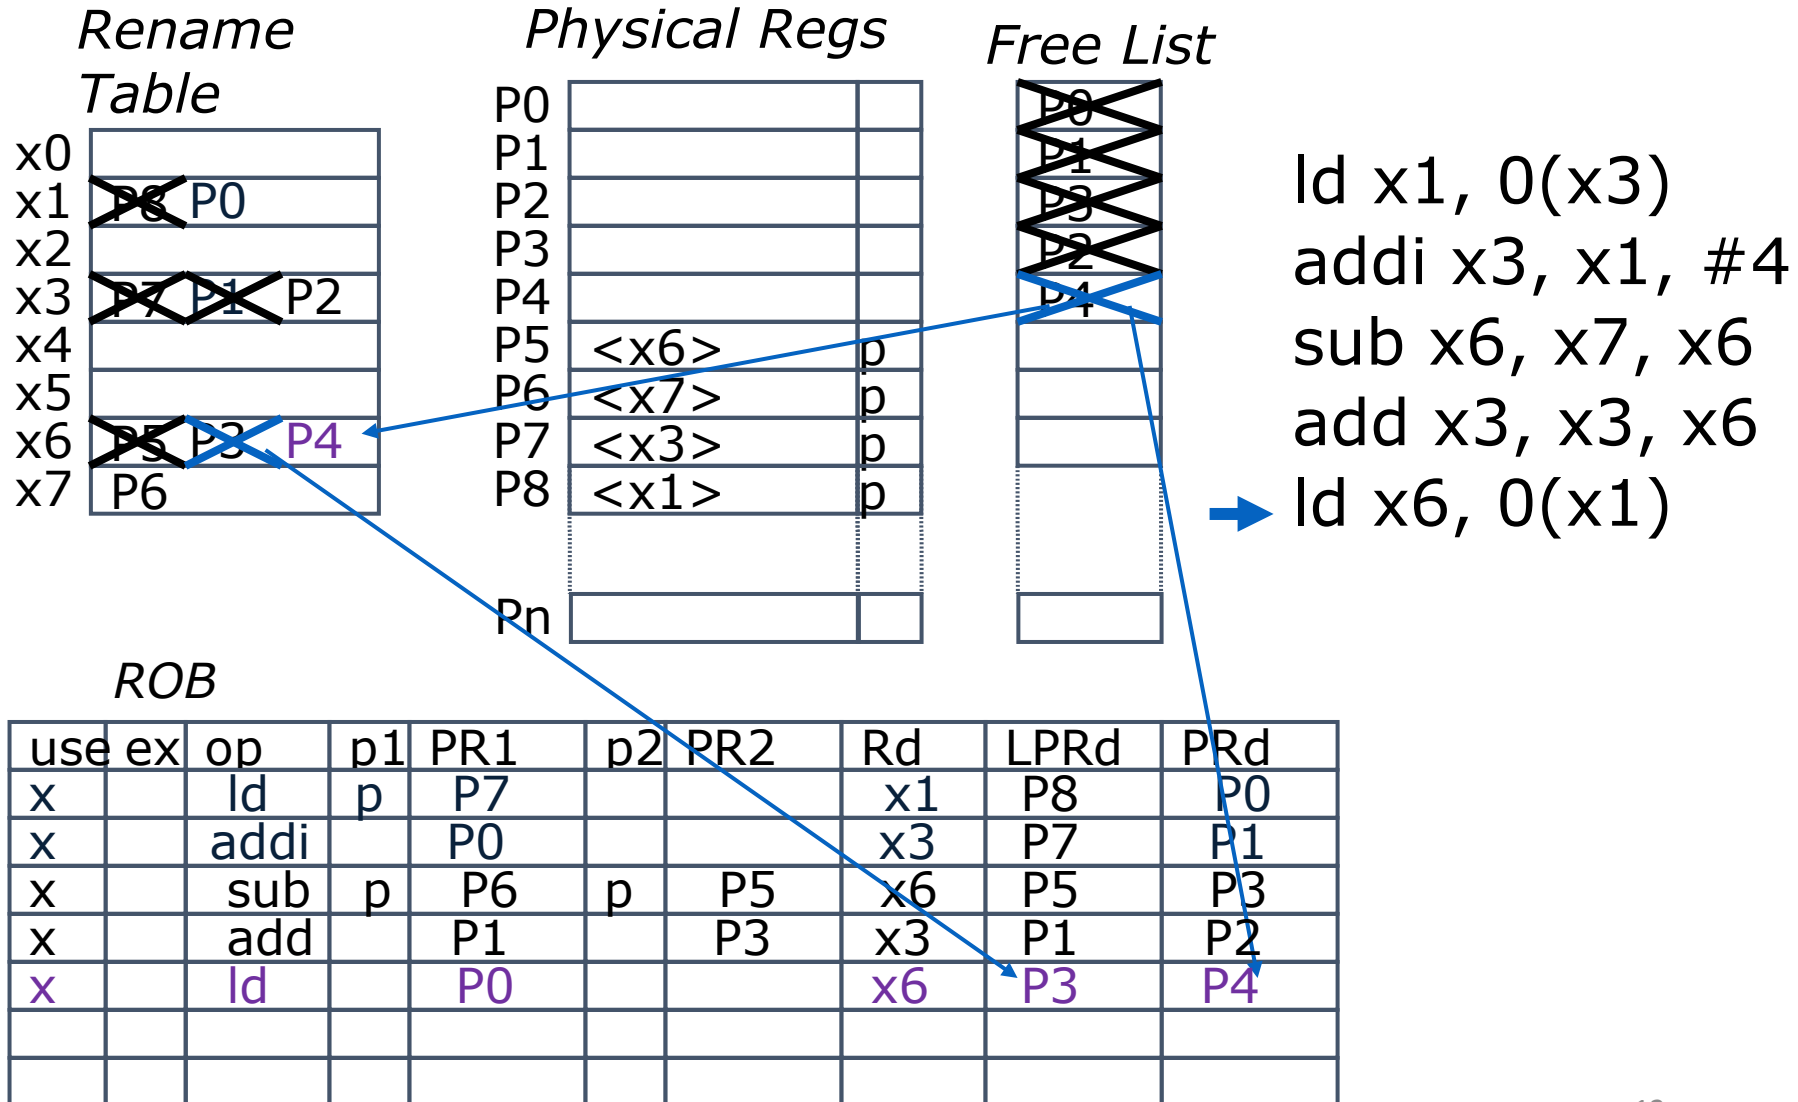 Rename Table
Physical Regs
Free List
x0
x1 P8 P0
x2
x3 P7 P1 P2
x4
x5
x6 P5 P3 P4
x7 P6
P0
P1
P2
P3
P4
P5 <x6> p
P6 <x7> p
P7 <x3> p
P8 <x1> p
Pn
P0
P1
P3
P2
P4
ld x1, 0(x3)
addi x3, x1, #4
sub x6, x7, x6
add x3, x3, x6
ld x6, 0(x1)
ROB
use ex op p1 PR1 p2 PR2 Rd LPRd PRd
x ld p P7 x1 P8 P0
x addi P0 x3 P7 P1
x sub p P6 p P5 x6 P5 P3
x add P1 P3 x3 P1 P2
x ld P0 x6 P3 P4